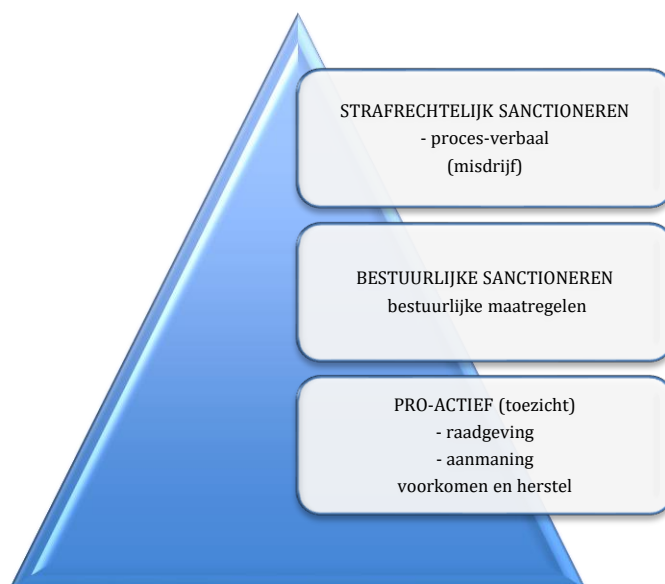 STRAFRECHTELIJK SANCTIONEREN
- proces-verbaal
(misdrijf)
BESTUURLIJKE SANCTIONEREN
bestuurlijke maatregelen
PRO-ACTIEF (toezicht)
- raadgeving
- aanmaning
voorkomen en herstel